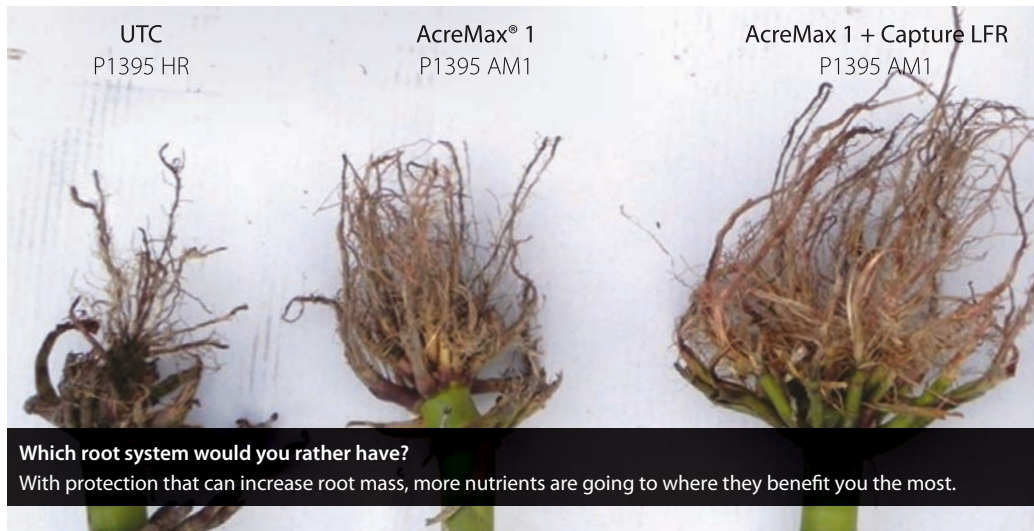 UTC
P1395 HR
AcreMax® 1
P1395 AM1
AcreMax 1 + Capture LFR
P1395 AM1
Which root system would you rather have?
With protection that can increase root mass, more nutrients are going to where they benefit you the most.